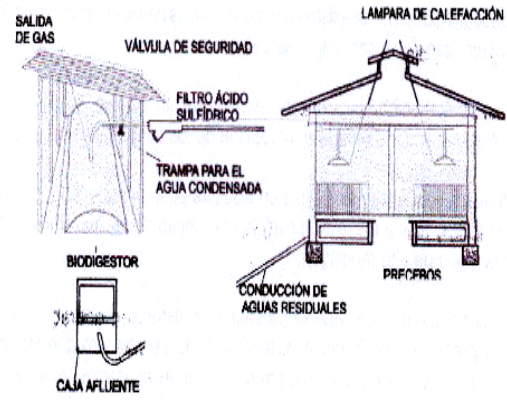 LAMPARA DE CALEFACCIÓN
SALIDA
DE GAS
VÁLVULA DE SEGURIDAD
FILTRO ÁCIDO
SULFÍDRICO
TRAMPA PARA EL
AGUA CONDENSADA
BIODIGESTOR
PRECEBOS
CONDUCCIÓN DE
AGUAS RESIDUALES
CAJA AFLUENTE